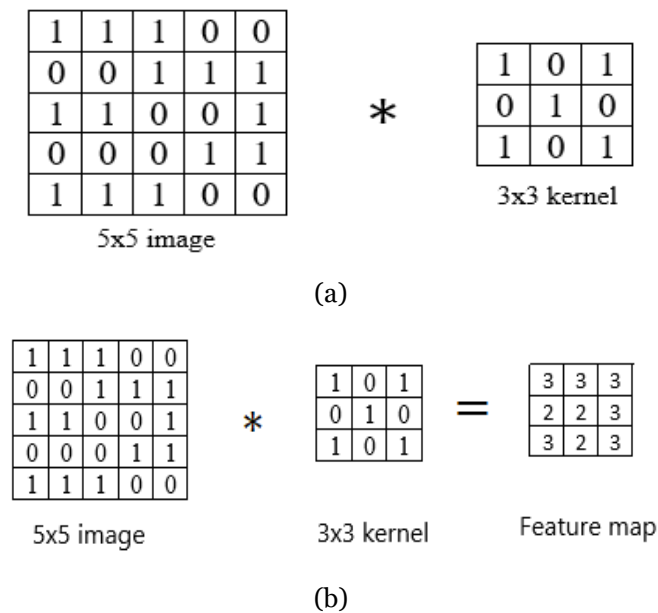 1 1 1 0 0
0 0 1 1 1
1 1 0 0 1
0 0 0 1 1
1 1 1 0 0
5x5 image
*
1 0 1
0 1 0
1 0 1
3x3 kernel
(a)
1 1 1 0 0
0 0 1 1 1
1 1 0 0 1
0 0 0 1 1
1 1 1 0 0
5x5 image
*
1 0 1
0 1 0
1 0 1
3x3 kernel
=
3 3 3
2 2 3
3 2 3
Feature map
(b)